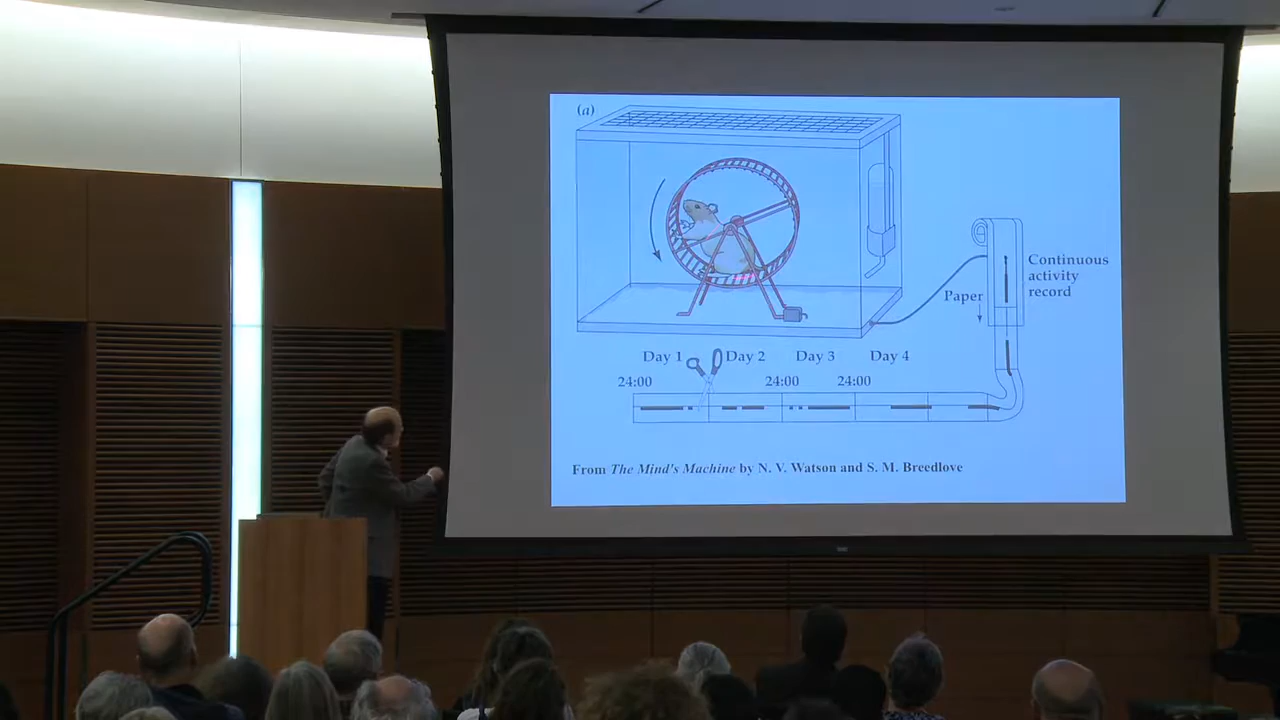 (a)
Continuous
activity
record
Paper
Day 1 Day 2 Day 3 Day 4
24:00 24:00 24:00
From The Mind's Machine by N. V. Watson and S. M. Breedlove